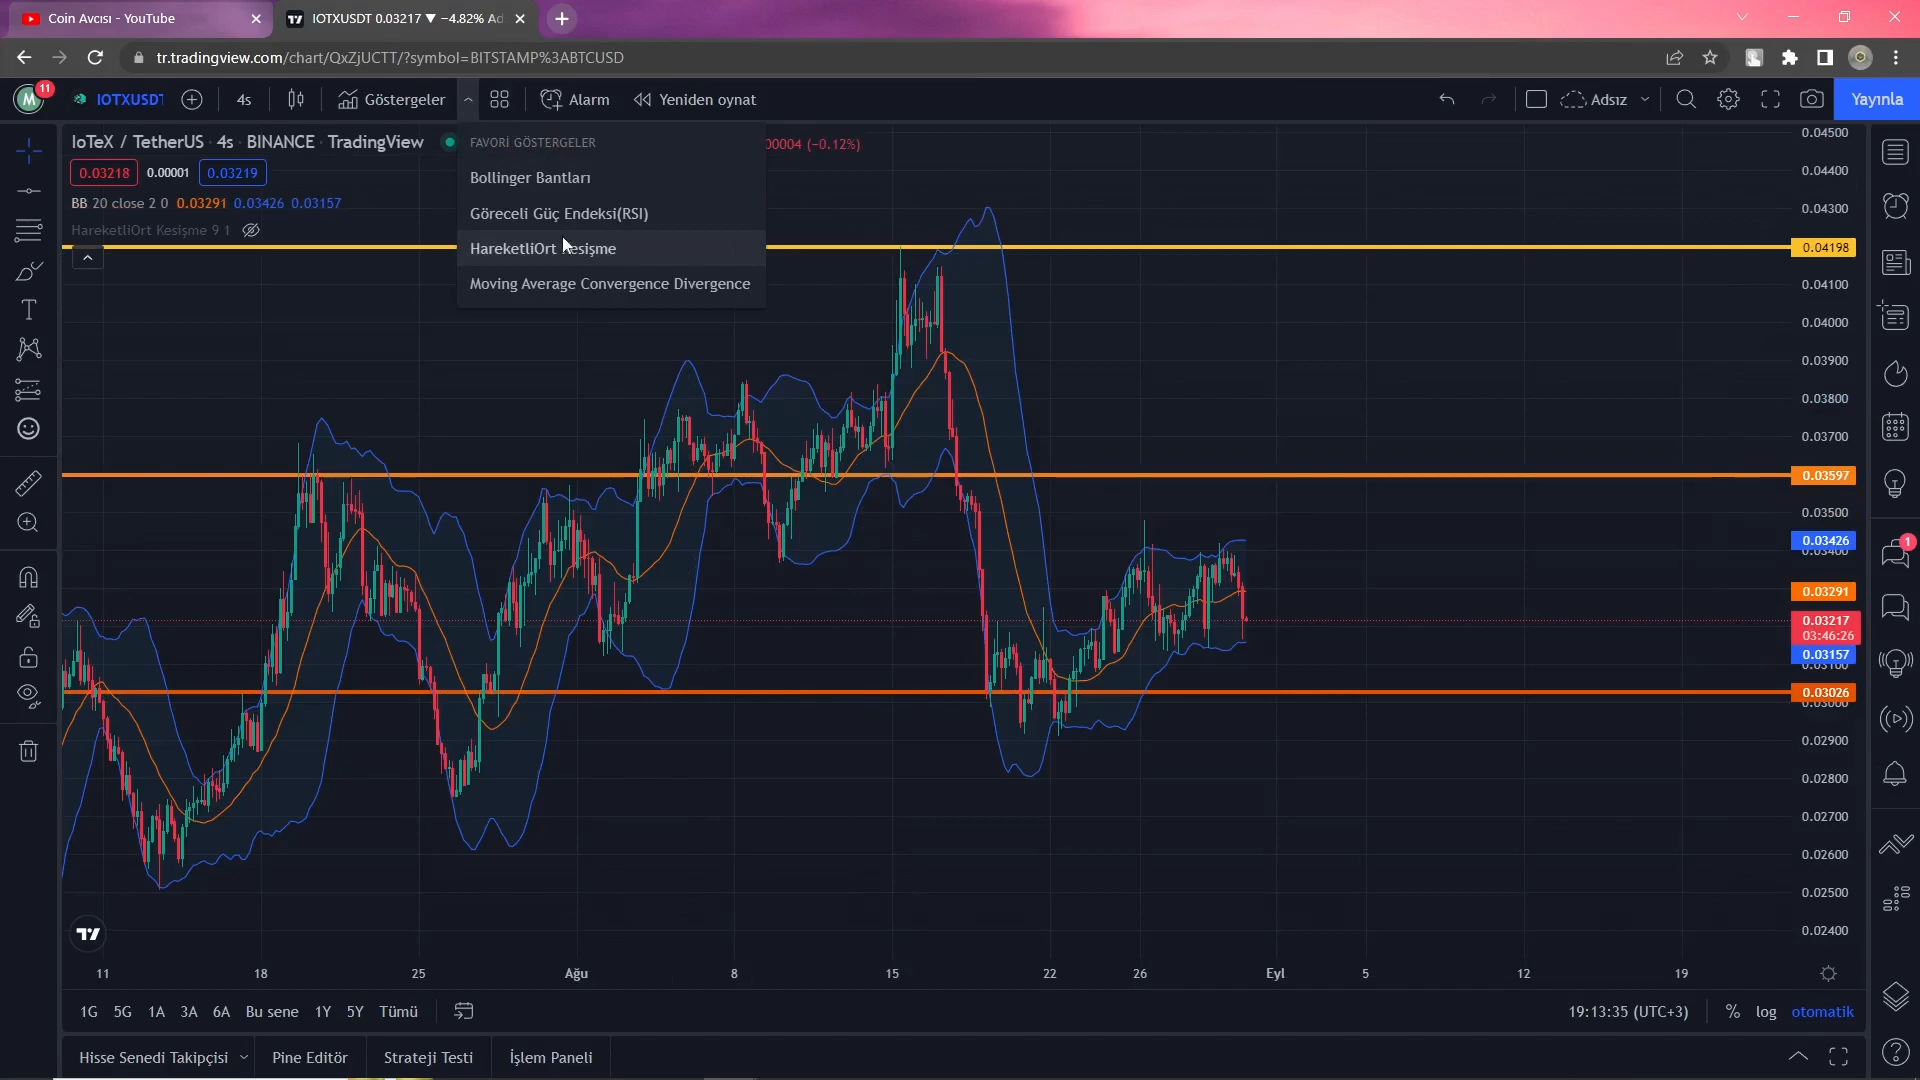 Coin Avcısı - YouTube
IOTXUSDT 0.03217 ▼ −4.82% Ad
tr.tradingview.com/chart/QxZjUCTT/?symbol=BITSTAMP%3ABTCUSD
M
11
IOTXUSDT
4s
Göstergeler
Alarm
Yeniden oynat
Adsız
Yayınla
IoTeX / TetherUS · 4s · BINANCE · TradingView
00004 (−0.12%)
0.03218 0.00001 0.03219
BB 20 close 2 0 0.03291 0.03426 0.03157
HareketliOrt Kesişme 9 1
FAVORİ GÖSTERGELER
Bollinger Bantları
Göreceli Güç Endeksi(RSI)
HareketliOrt Kesişme
Moving Average Convergence Divergence
0.04500
0.04400
0.04300
0.04198
0.04100
0.04000
0.03900
0.03800
0.03700
0.03597
0.03500
0.03426
0.03400
0.03291
0.03217
03:46:26
0.03157
0.03100
0.03026
0.03000
0.02900
0.02800
0.02700
0.02600
0.02500
0.02400
1
11 18 25 Ağu 8 15 22 26 Eyl 5 12 19
1G 5G 1A 3A 6A Bu sene 1Y 5Y Tümü
19:13:35 (UTC+3) % log otomatik
Hisse Senedi Takipçisi Pine Editör Strateji Testi İşlem Paneli